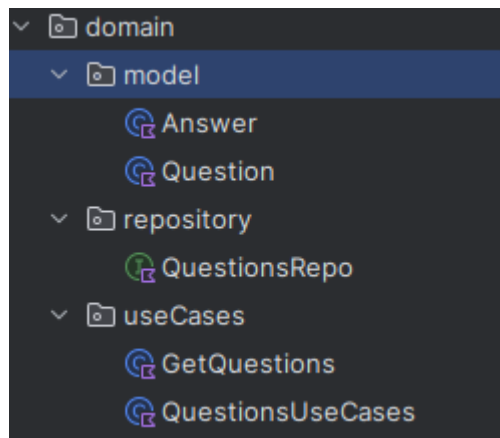 domain
model
Answer
Question
repository
QuestionsRepo
useCases
GetQuestions
QuestionsUseCases